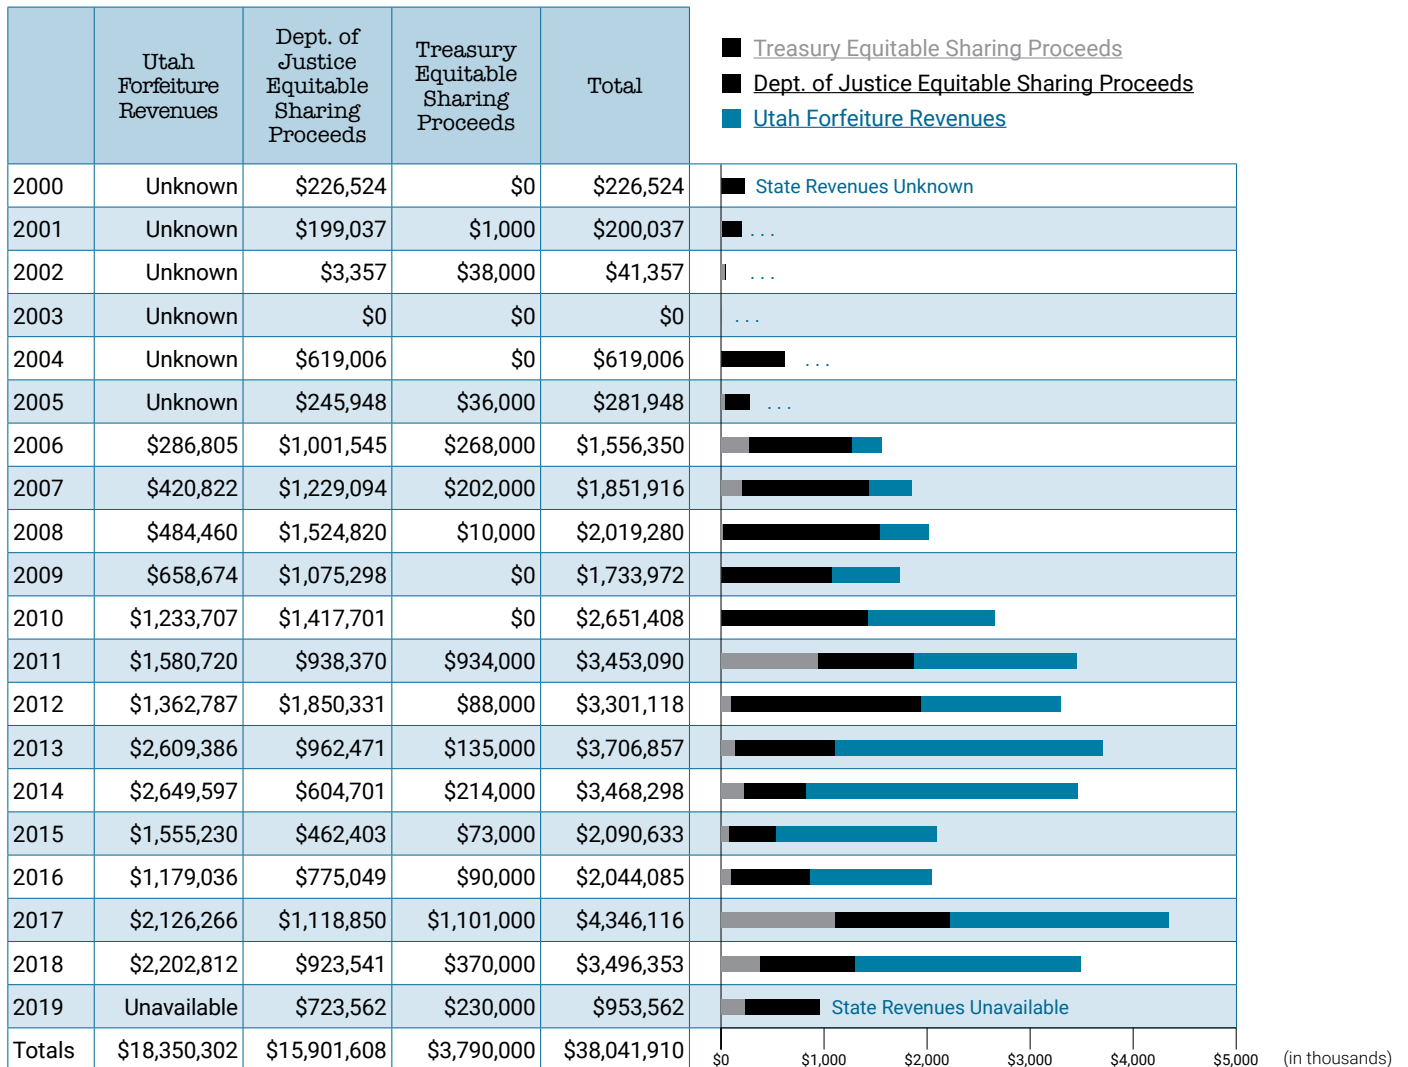 Utah
Forfeiture
Revenues
Dept. of
Justice
Equitable
Sharing
Proceeds
Treasury
Equitable
Sharing
Proceeds
Total
Treasury Equitable Sharing Proceeds
Dept. of Justice Equitable Sharing Proceeds
Utah Forfeiture Revenues
2000 Unknown $226,524 $0 $226,524 State Revenues Unknown
2001 Unknown $199,037 $1,000 $200,037 ...
2002 Unknown $3,357 $38,000 $41,357 ...
2003 Unknown $0 $0 $0 ...
2004 Unknown $619,006 $0 $619,006 ...
2005 Unknown $245,948 $36,000 $281,948 ...
2006 $286,805 $1,001,545 $268,000 $1,556,350
2007 $420,822 $1,229,094 $202,000 $1,851,916
2008 $484,460 $1,524,820 $10,000 $2,019,280
2009 $658,674 $1,075,298 $0 $1,733,972
2010 $1,233,707 $1,417,701 $0 $2,651,408
2011 $1,580,720 $938,370 $934,000 $3,453,090
2012 $1,362,787 $1,850,331 $88,000 $3,301,118
2013 $2,609,386 $962,471 $135,000 $3,706,857
2014 $2,649,597 $604,701 $214,000 $3,468,298
2015 $1,555,230 $462,403 $73,000 $2,090,633
2016 $1,179,036 $775,049 $90,000 $2,044,085
2017 $2,126,266 $1,118,850 $1,101,000 $4,346,116
2018 $2,202,812 $923,541 $370,000 $3,496,353
2019 Unavailable $723,562 $230,000 $953,562 State Revenues Unavailable
Totals $18,350,302 $15,901,608 $3,790,000 $38,041,910
$0 $1,000 $2,000 $3,000 $4,000 $5,000 (in thousands)